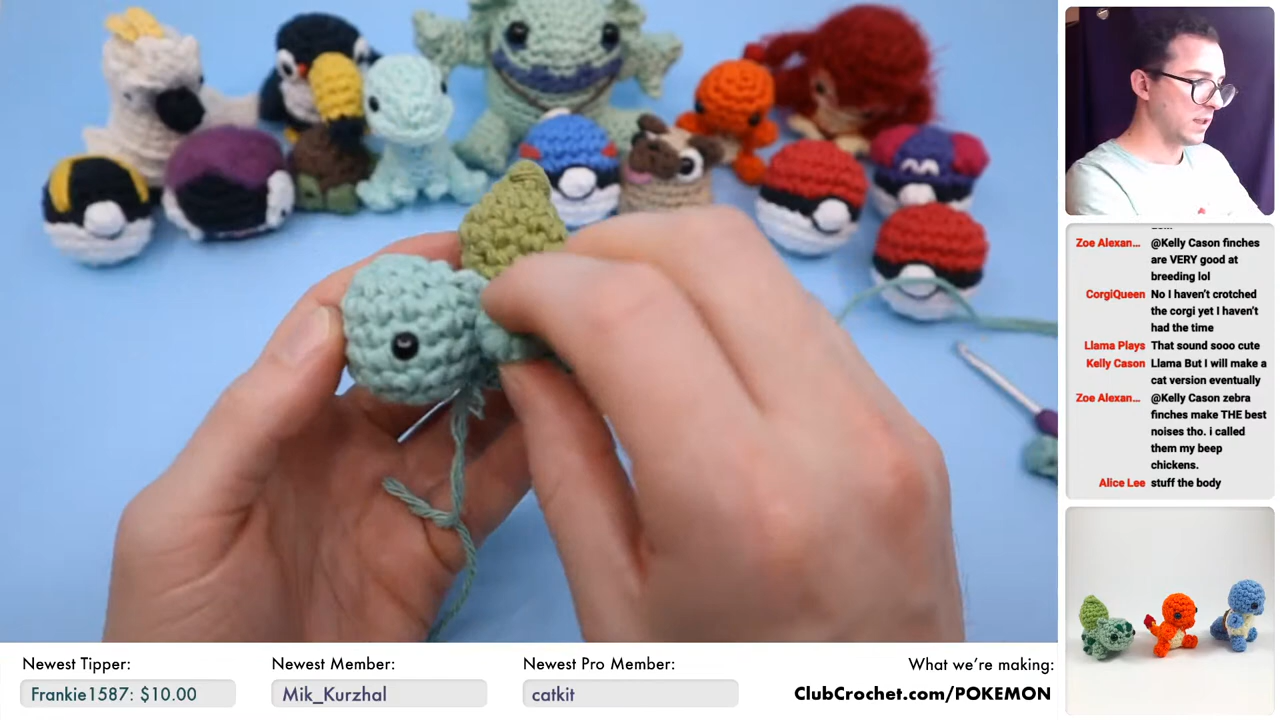 Zoe Alexan... @Kelly Cason finches
are VERY good at
breeding lol
CorgiQueen No I haven't crotched
the corgi yet I haven't
had the time
Llama Plays That sound sooo cute
Kelly Cason Llama But I will make a
cat version eventually
Zoe Alexan... @Kelly Cason zebra
finches make THE best
noises tho. i called
them my beep
chickens.
Alice Lee stuff the body
Newest Tipper:
Frankie1587: $10.00
Newest Member:
Mik_Kurzhal
Newest Pro Member:
catkit
What we're making:
ClubCrochet.com/POKEMON